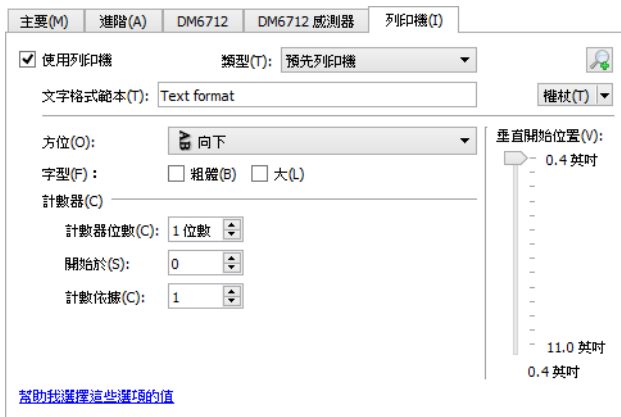 主要(M) 進階(A) DM6712 DM6712 感測器 列印機(I)
使用列印機 類型(T): 預先列印機
文字格式範本(T): Text format 權杖(T)
方位(O): AB 向下
垂直開始位置(V):
0.4 英吋
字型(F)： 粗體(B) 大(L)
計數器(C)
計數器位數(C): 1 位數
開始於(S): 0
計數依據(C): 1
11.0 英吋
0.4 英吋
幫助我選擇這些選項的值